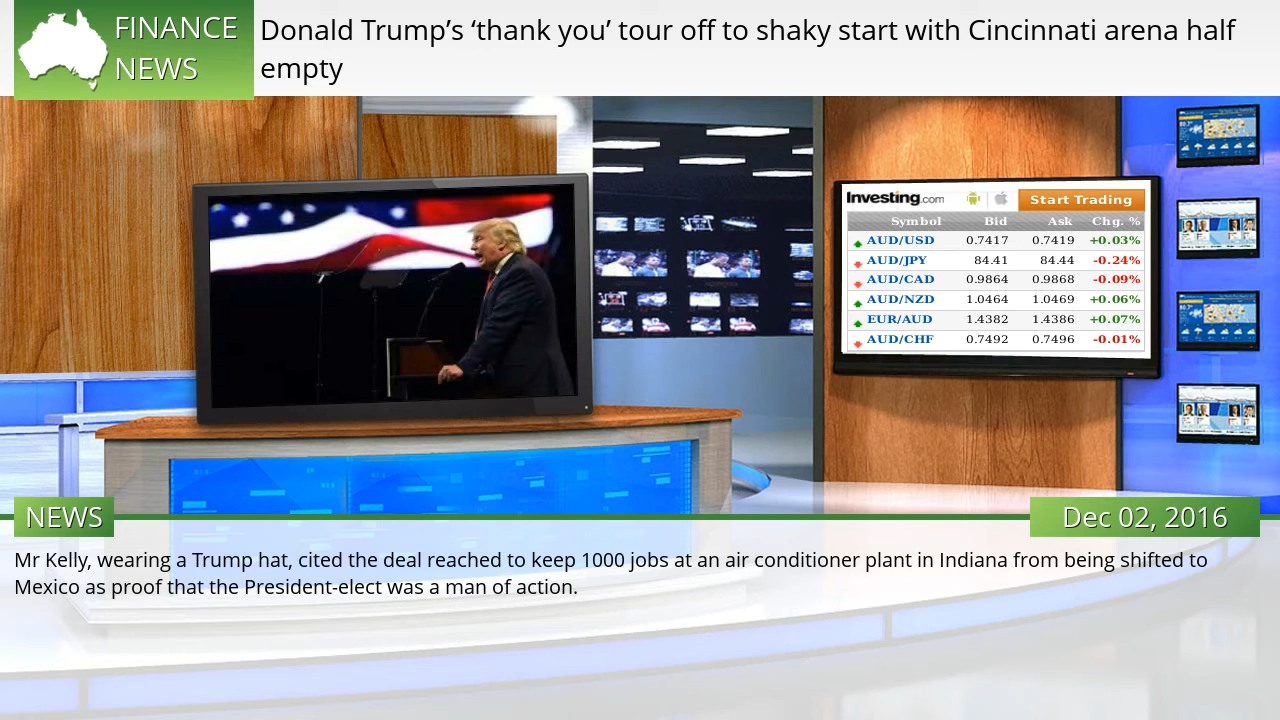 FINANCE
NEWS
Donald Trump’s ‘thank you’ tour off to shaky start with Cincinnati arena half
empty
Investing.com
Start Trading
Symbol Bid Ask Chg. %
AUD/USD 0.7417 0.7419 +0.03%
AUD/JPY 84.41 84.44 -0.24%
AUD/CAD 0.9864 0.9868 -0.09%
AUD/NZD 1.0464 1.0469 +0.06%
EUR/AUD 1.4382 1.4386 +0.07%
AUD/CHF 0.7492 0.7496 -0.01%
NEWS
Dec 02, 2016
Mr Kelly, wearing a Trump hat, cited the deal reached to keep 1000 jobs at an air conditioner plant in Indiana from being shifted to
Mexico as proof that the President-elect was a man of action.